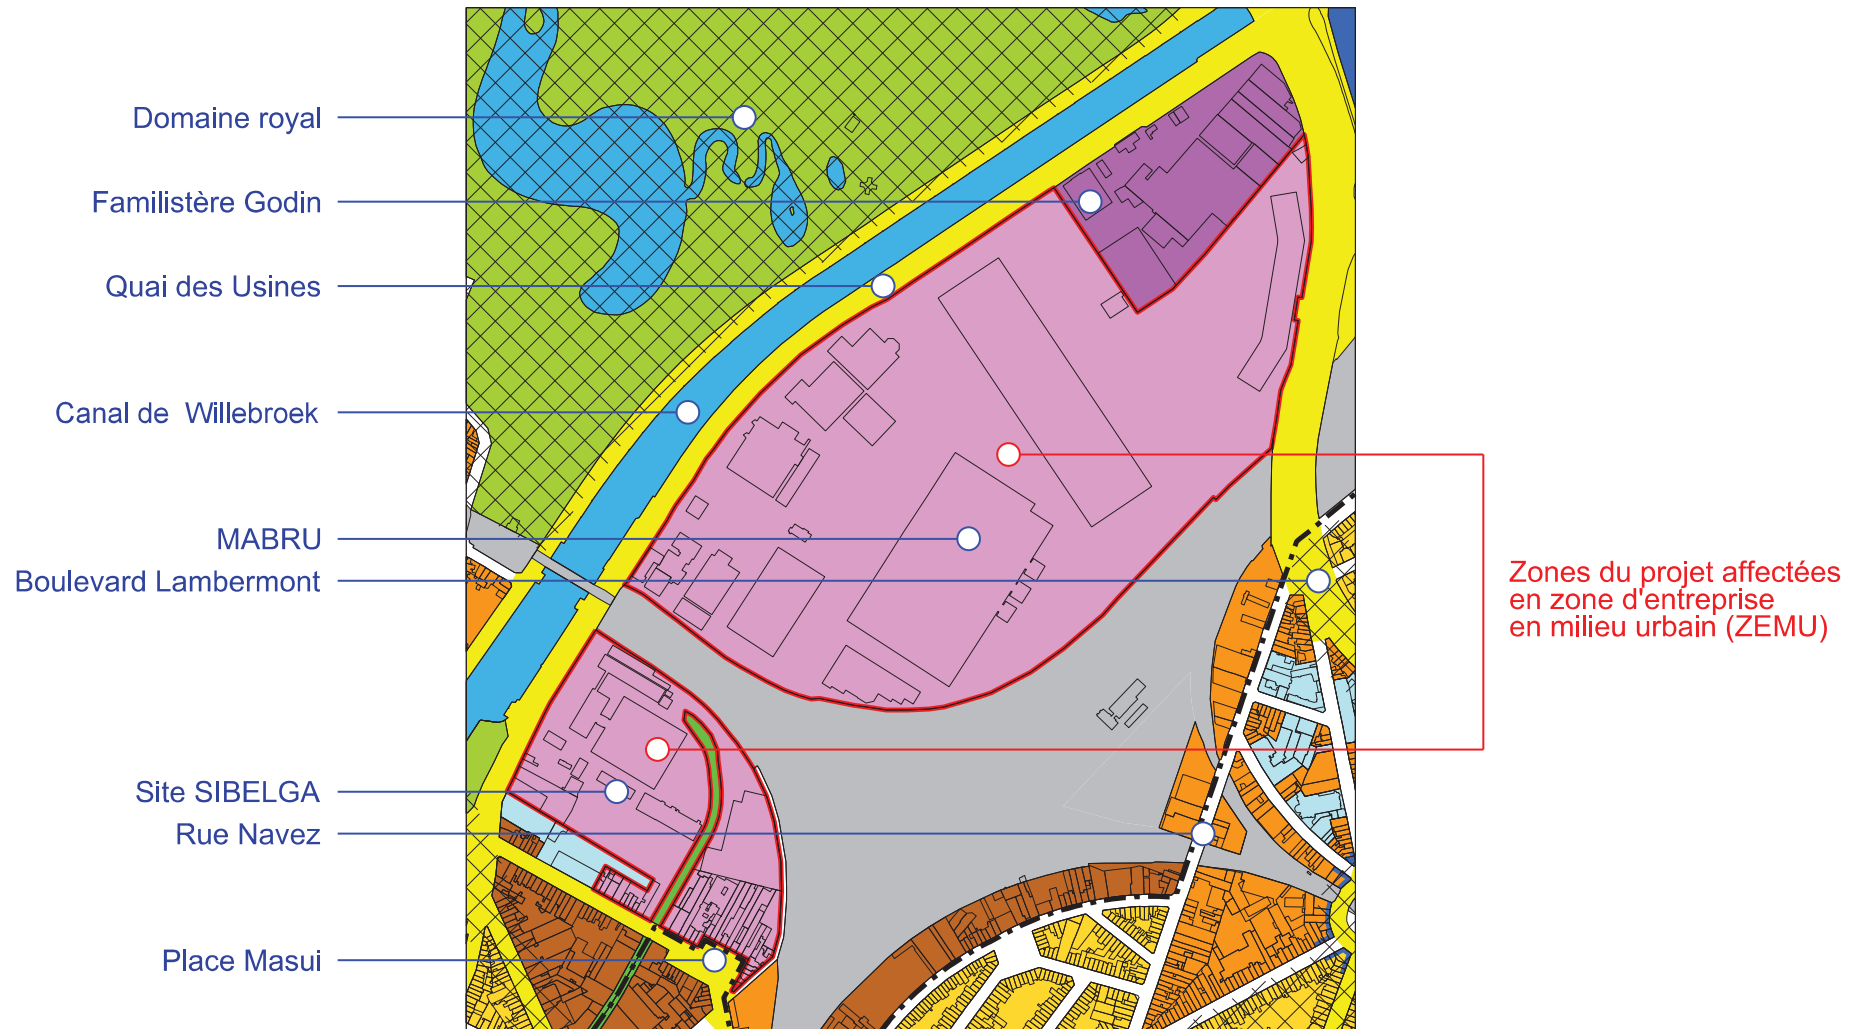 Domaine royal
Familistère Godin
Quai des Usines
Canal de Willebroek
MABRU
Boulevard Lambermont
Site SIBELGA
Rue Navez
Place Masui
Zones du projet affectées
en zone d'entreprise
en milieu urbain (ZEMU)